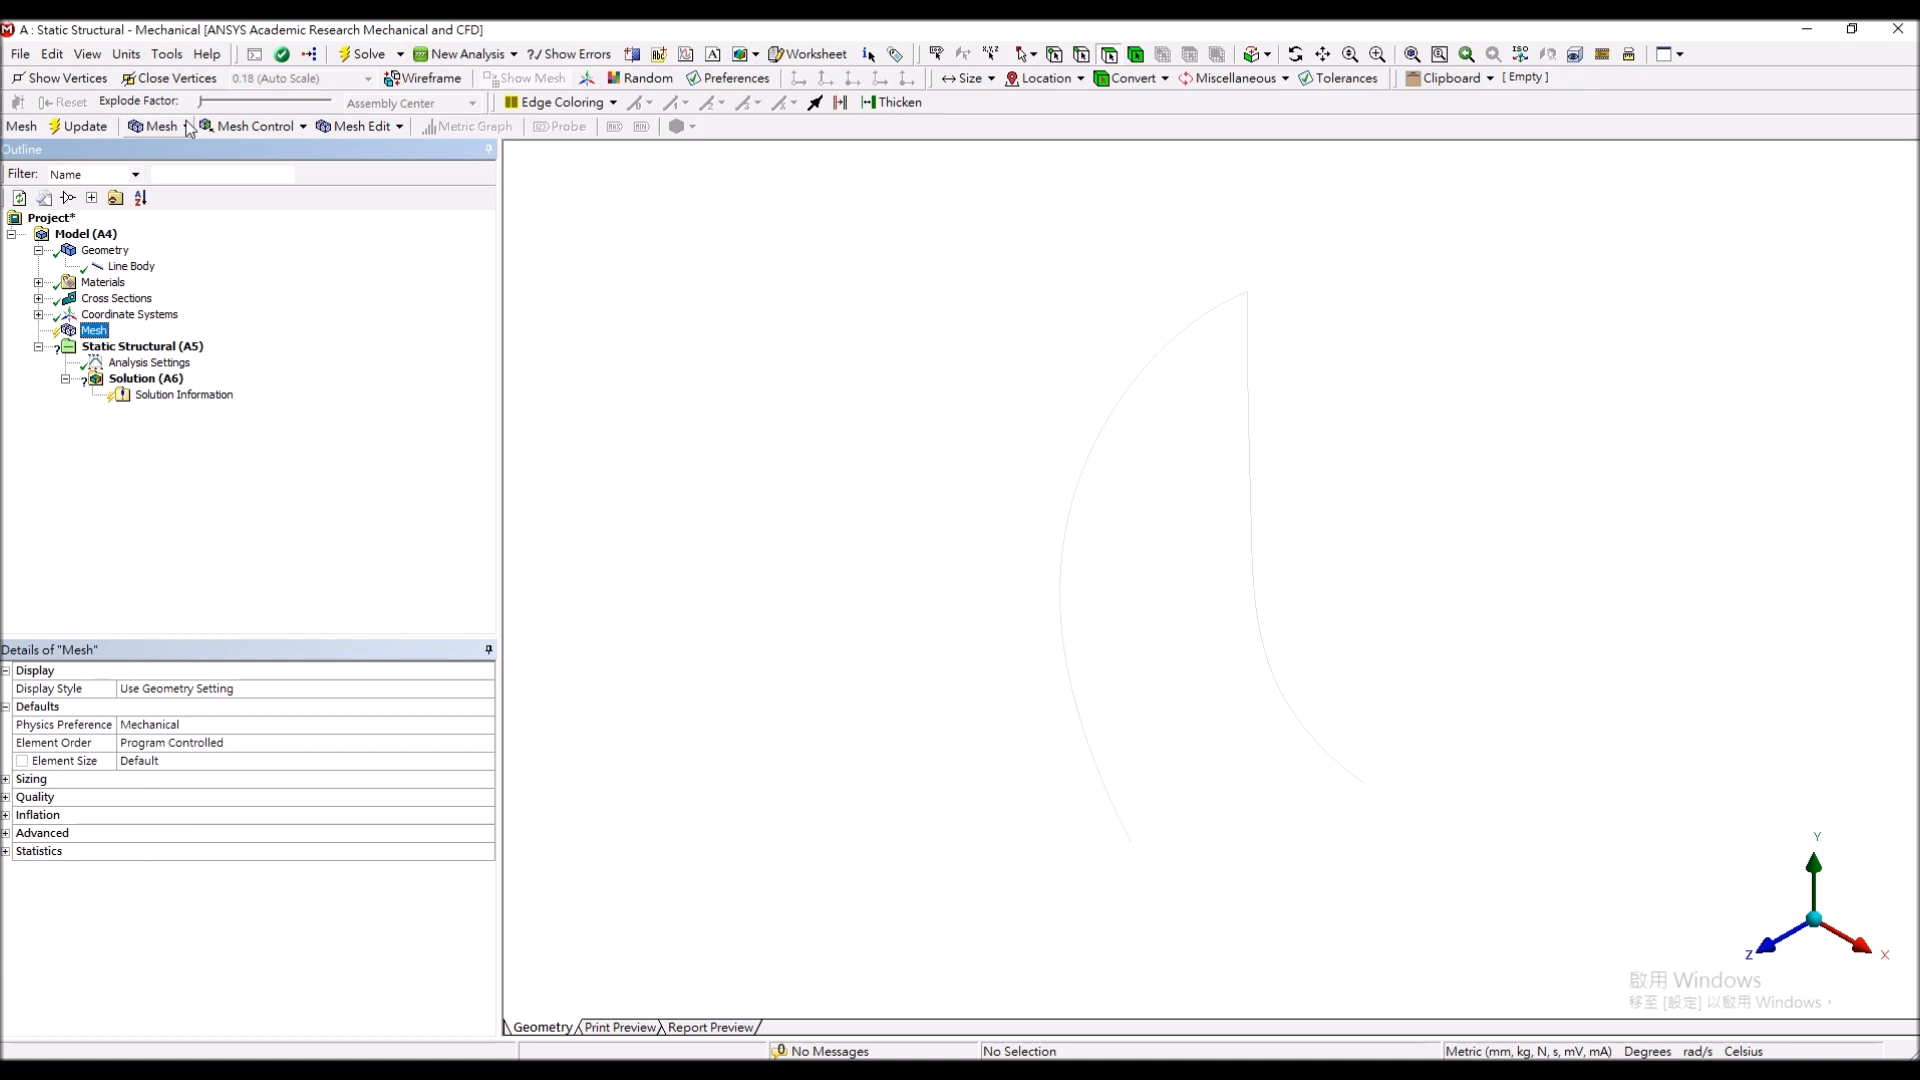 A : Static Structural - Mechanical [ANSYS Academic Research Mechanical and CFD]
File Edit View Units Tools Help Solve New Analysis ?/ Show Errors Worksheet
Show Vertices Close Vertices 0.18 (Auto Scale) Wireframe Show Mesh Random Preferences Size Location Convert Miscellaneous Tolerances Clipboard [ Empty ]
Reset Explode Factor: Assembly Center Edge Coloring Thicken
Mesh Update Mesh Mesh Control Mesh Edit Metric Graph Probe
Outline
Filter: Name
Project*
Model (A4)
Geometry
Line Body
Materials
Cross Sections
Coordinate Systems
Mesh
Static Structural (A5)
Analysis Settings
Solution (A6)
Solution Information
Details of "Mesh"
Display
Display Style Use Geometry Setting
Defaults
Physics Preference Mechanical
Element Order Program Controlled
Element Size Default
Sizing
Quality
Inflation
Advanced
Statistics
Y
Z X
啟用 Windows
移至 [設定] 以啟用 Windows。
Geometry Print Preview Report Preview
No Messages No Selection Metric (mm, kg, N, s, mV, mA) Degrees rad/s Celsius